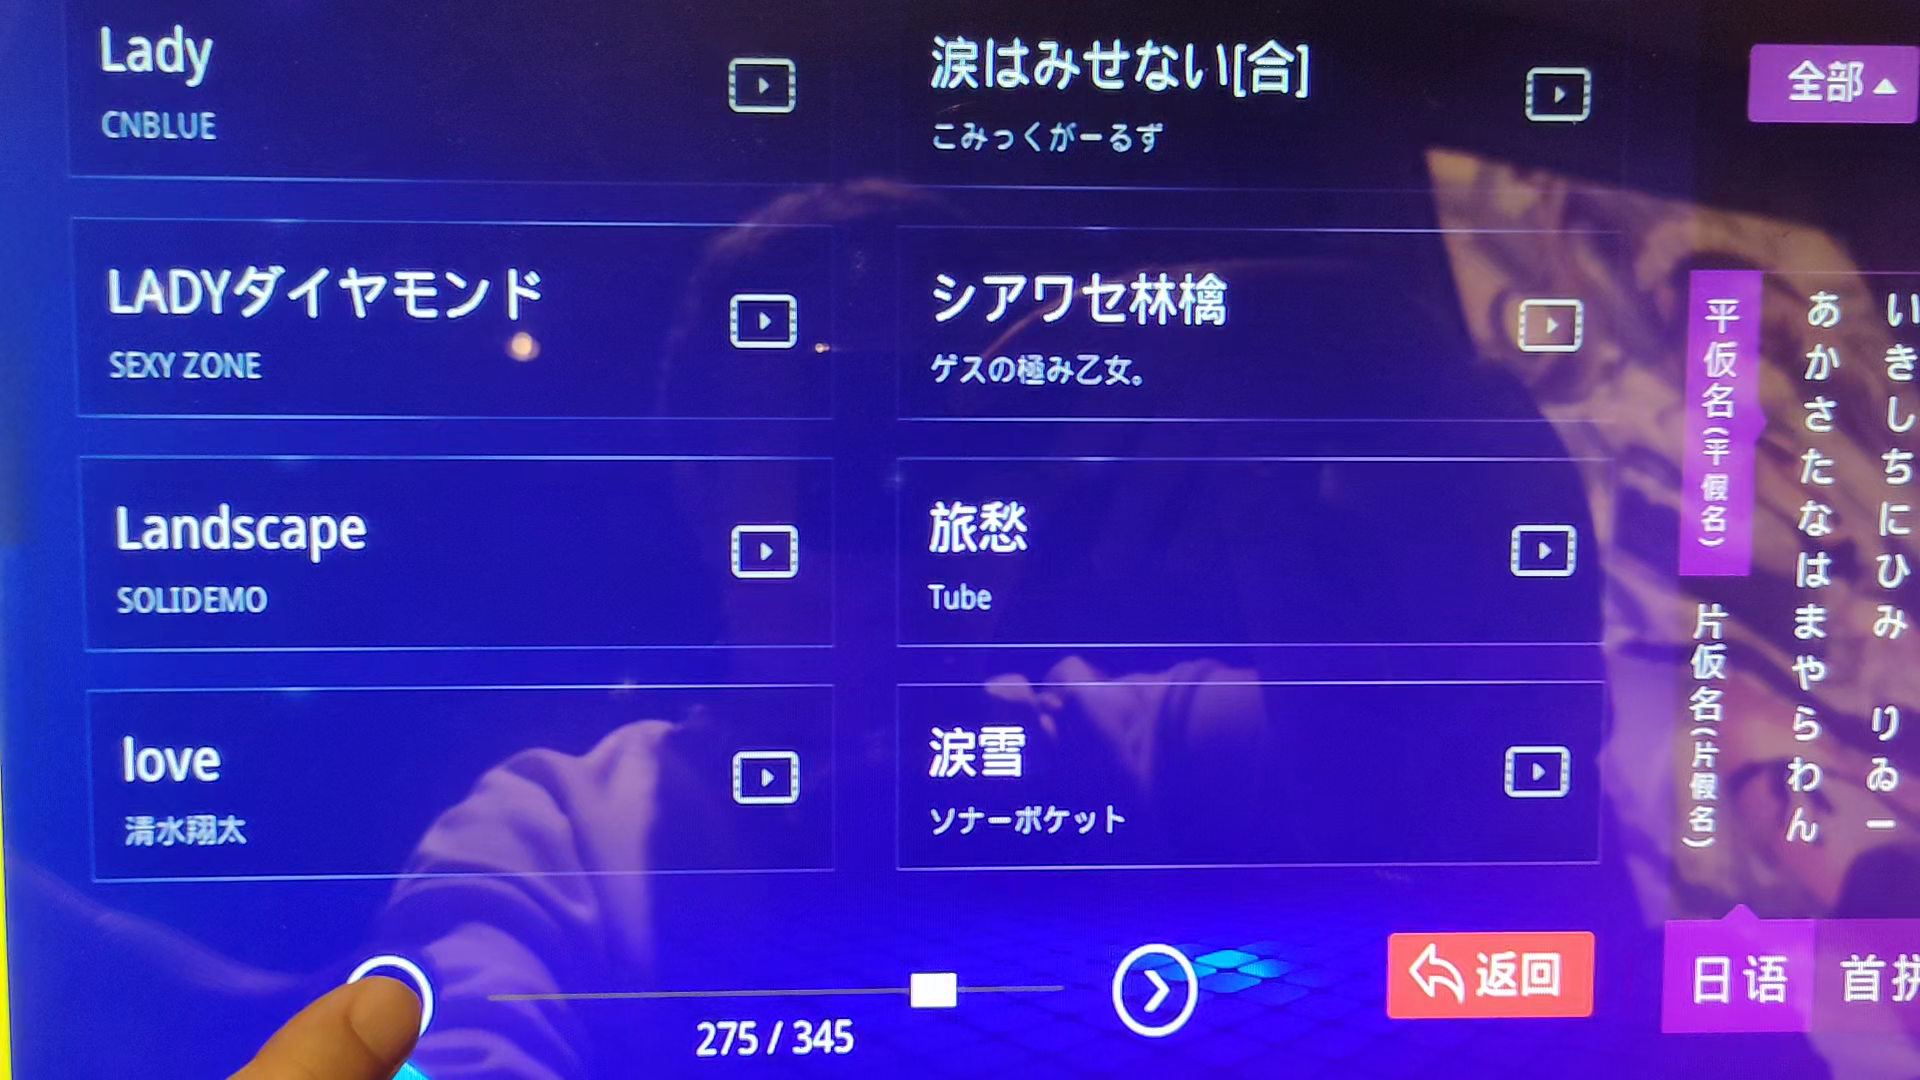 Lady
CNBLUE
涙はみせない[合]
こみっくがーるず
LADYダイヤモンド
SEXY ZONE
シアワセ林檎
ゲスの極み乙女。
Landscape
SOLIDEMO
旅愁
Tube
love
清水翔太
涙雪
ソナーポケット
275 / 345
返回
全部
平仮名(平假名)
片仮名(片假名)
あかさたなはまやらわん
いきしちにひみ りゐー
日语
首拼